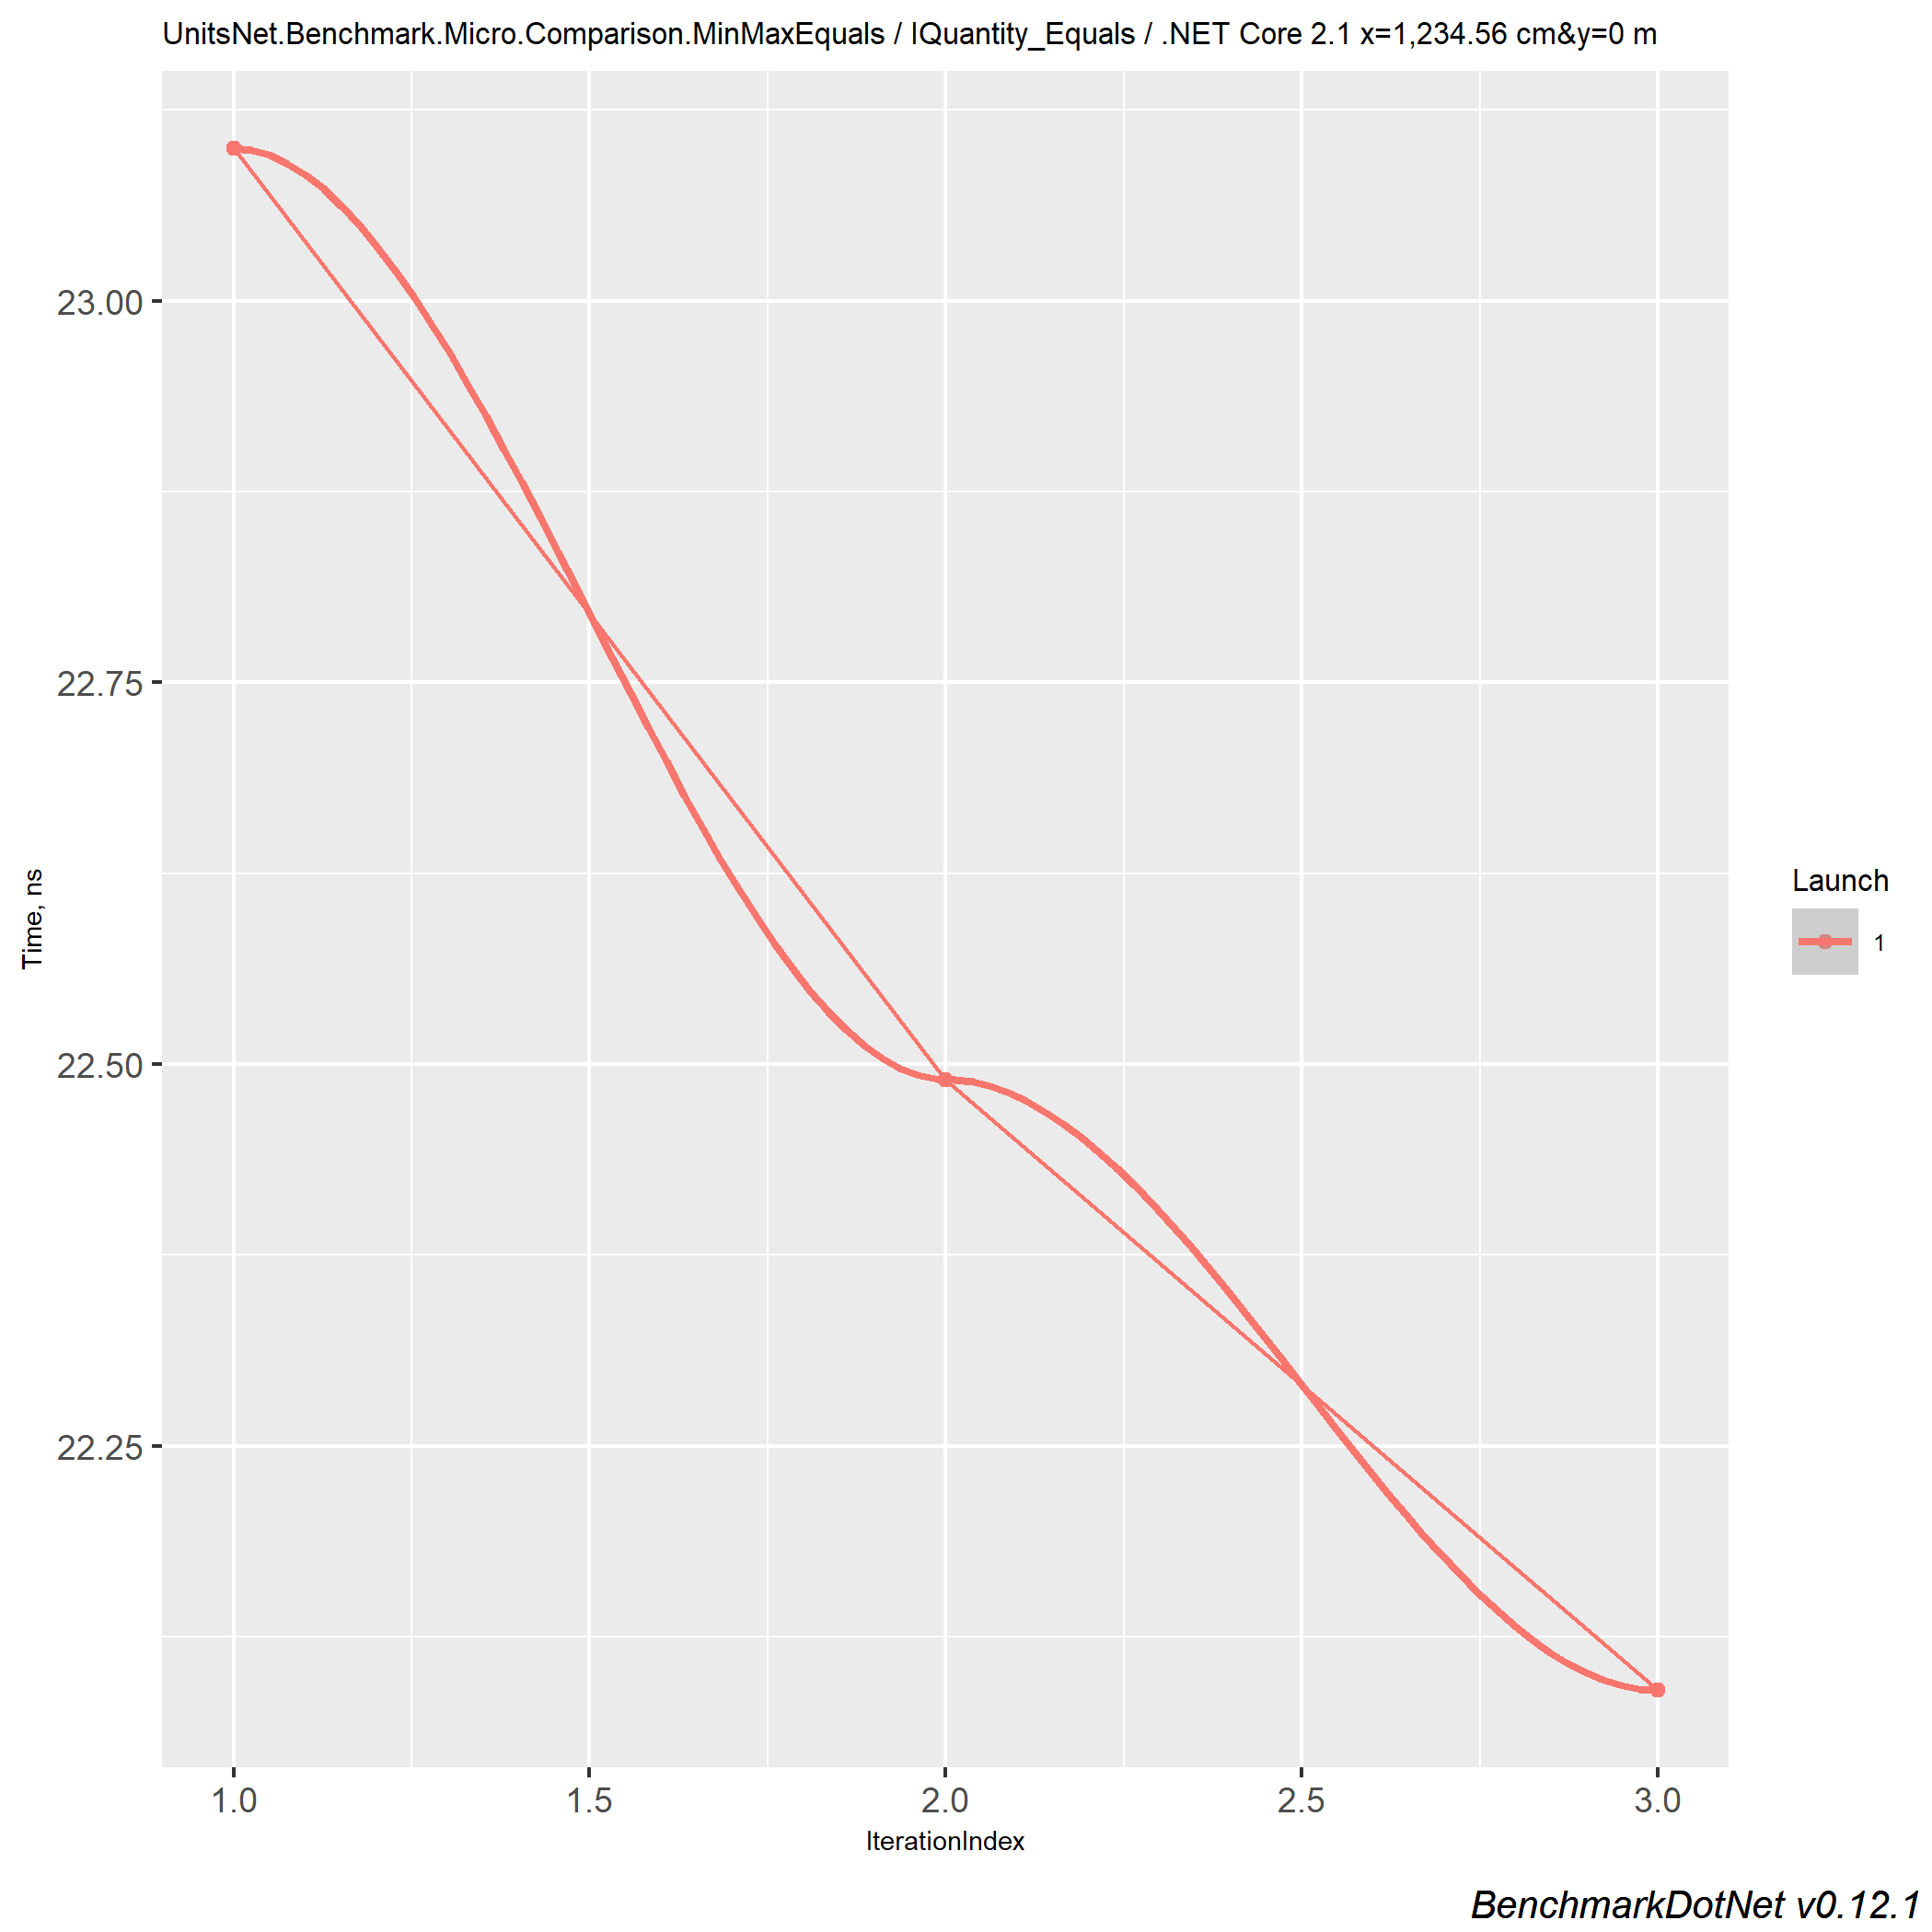 UnitsNet.Benchmark.Micro.Comparison.MinMaxEquals / IQuantity_Equals / .NET Core 2.1 x=1,234.56 cm&y=0 m
23.00
22.75
22.50
22.25
Time, ns
1.0 1.5 2.0 2.5 3.0
IterationIndex
Launch
1
BenchmarkDotNet v0.12.1